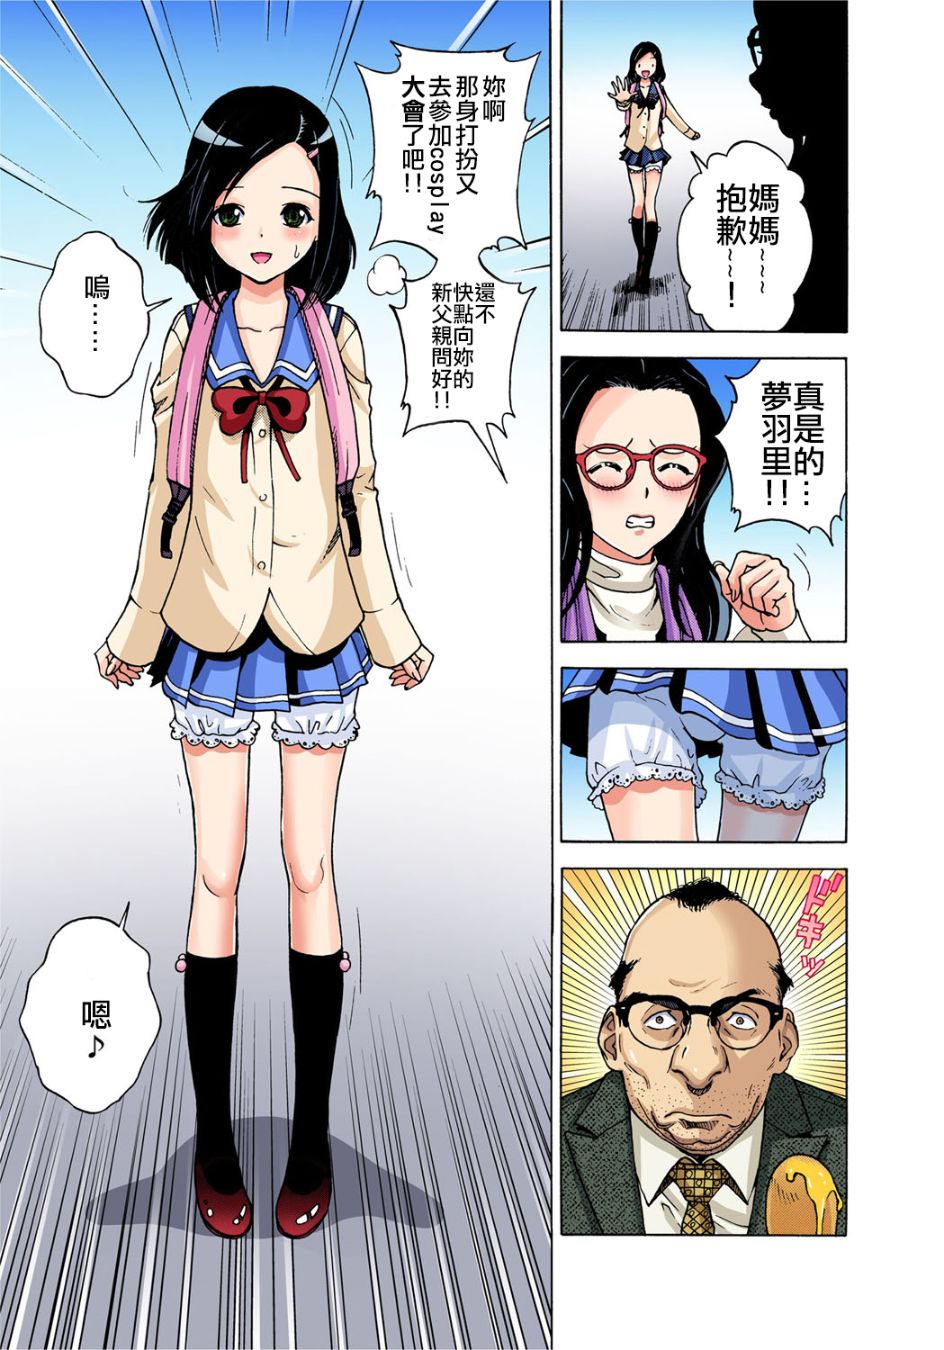 媽媽~~~~
抱歉~~~！
真是的…
夢羽里!!
ドキッ
妳啊
那身打扮又
去參加cosplay
大會了吧!!
還不
快點向妳的
新父親問好!!
嗚……
嗯♪